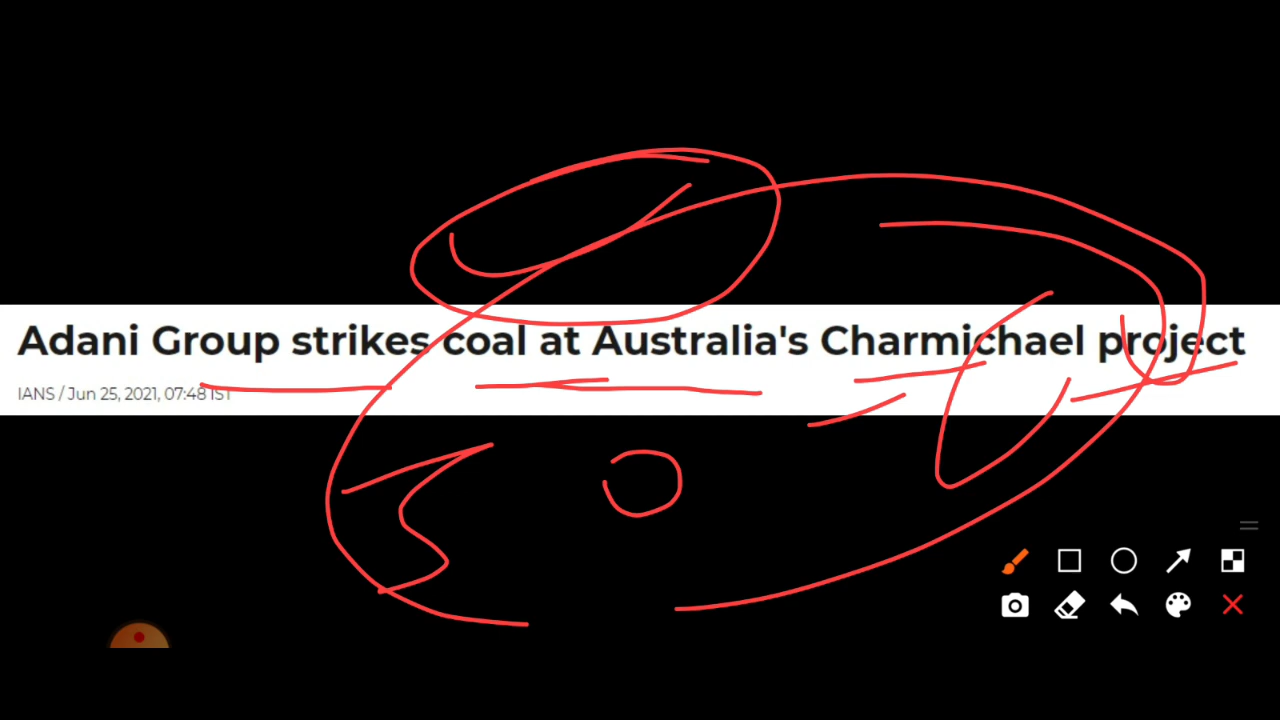 Adani Group strikes coal at Australia's Charmichael project
IANS / Jun 25, 2021, 07:48 IST